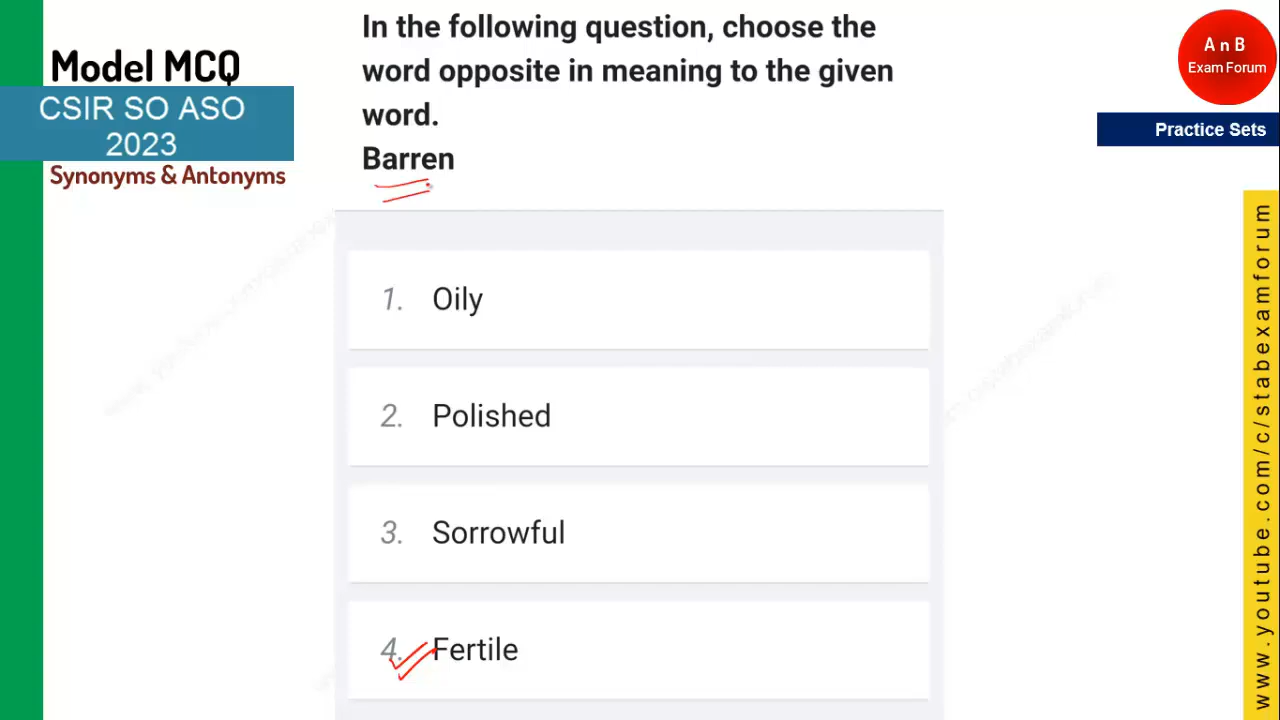 Model MCQ
CSIR SO ASO
2023
Synonyms & Antonyms
In the following question, choose the
word opposite in meaning to the given
word.
Barren
A n B
Exam Forum
Practice Sets
1. Oily
2. Polished
3. Sorrowful
4. Fertile
www.youtube.com/c/stabexamforum